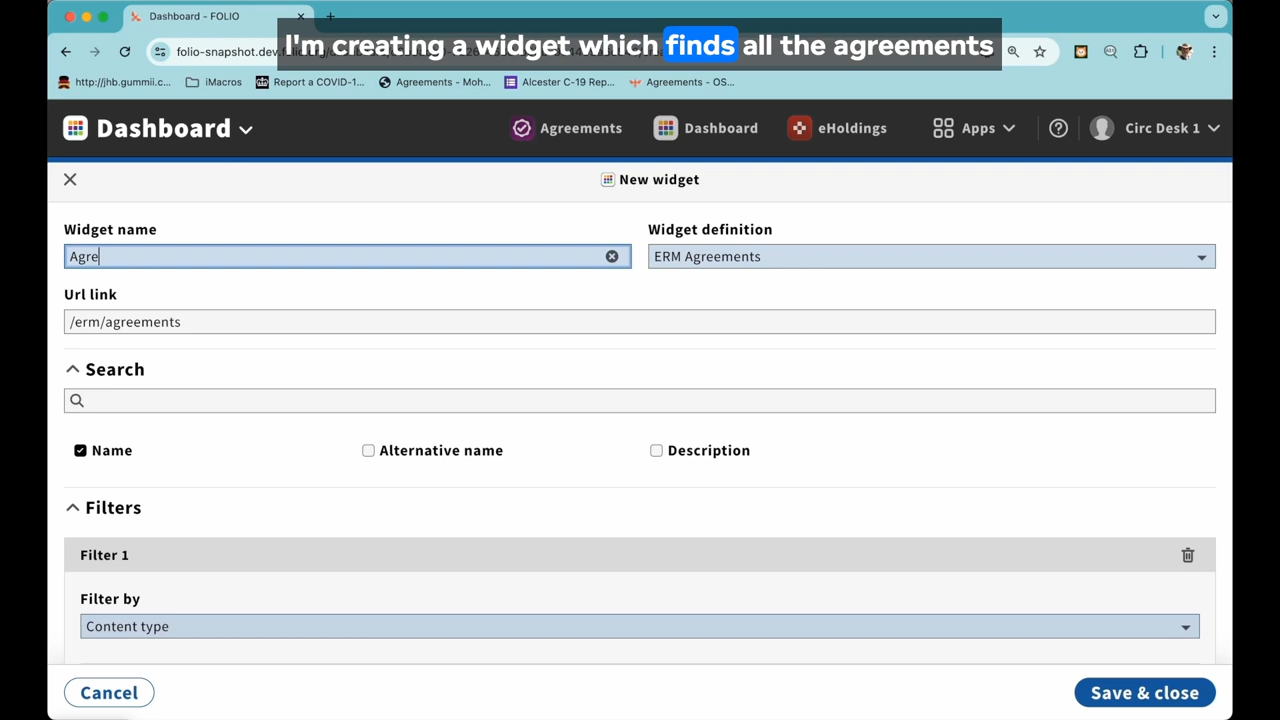 Dashboard - FOLIO
folio-snapshot.dev.f
I'm creating a widget which finds all the agreements
http://jhb.gummii.c...
iMacros
Report a COVID-1...
Agreements - Moh...
Alcester C-19 Rep...
Agreements - OS...
Dashboard
Agreements
Dashboard
eHoldings
Apps
Circ Desk 1
New widget
Widget name
Widget definition
Agre
ERM Agreements
Url link
/erm/agreements
Search
Name
Alternative name
Description
Filters
Filter 1
Filter by
Content type
Cancel
Save & close